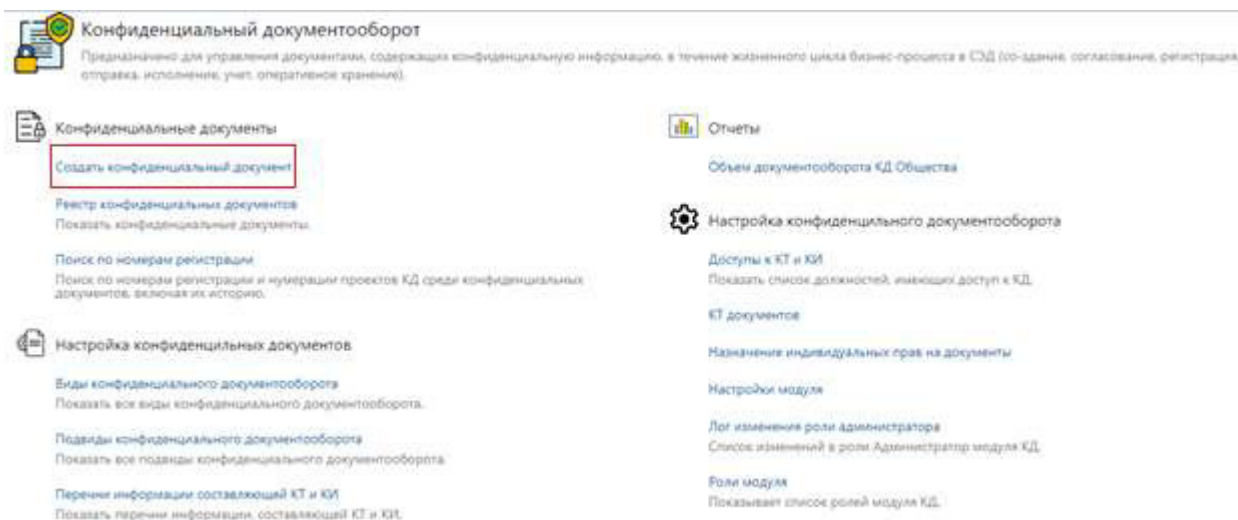 Конфиденциальный документооборот
Предназначено для управления документами, содержащих конфиденциальную информацию, в течение жизненного цикла бизнес-процесса в СЭД (со-здание, согласование, регистрация
отправка, исполнение, учет, оперативное хранение).
Конфиденциальные документы
Создать конфиденциальный документ
Реестр конфиденциальных документов
Показать конфиденциальные документы.
Поиск по номерам регистрации
Поиск по номерам регистрации и нумерации проектов КД среди конфиденциальных
документов, включая их историю.
Настройка конфиденцильных документов
Виды конфиденциального документооборота
Показать все виды конфиденциального документооборота.
Подвиды конфиденциального документооборота
Показать все подвиды конфиденциального документооборота
Перечни информации составляющей КТ и КИ
Показать перечни информации, составляющей КТ и КИ.
Отчеты
Объем документооборота КД Общества
Настройка конфиденцильного документооборота
Доступы к КТ и КИ
Показать список должностей, имеющих доступ к КД.
КТ документов
Назначение индивидуальных прав на документы
Настройки модуля
Лог изменения роли администратора
Список изменений в роли Администратор модуля КД.
Роли модуля
Показывает список ролей модуля КД.